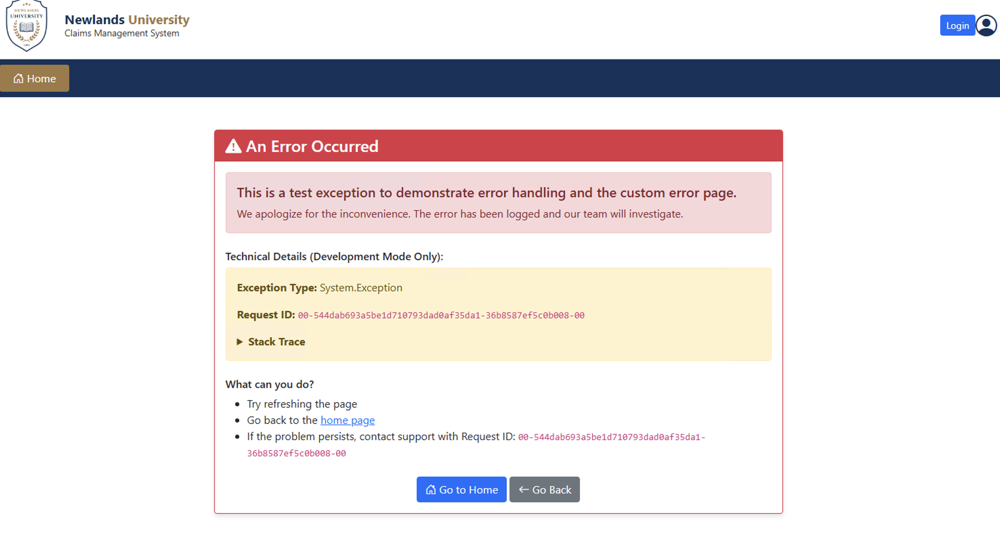 NEWLANDS
UNIVERSITY
Newlands University
Claims Management System
Login
Home
An Error Occurred
This is a test exception to demonstrate error handling and the custom error page.
We apologize for the inconvenience. The error has been logged and our team will investigate.
Technical Details (Development Mode Only):
Exception Type: System.Exception
Request ID: 00-544dab693a5be1d710793dad0af35da1-36b8587ef5c0b008-00
Stack Trace
What can you do?
Try refreshing the page
Go back to the home page
If the problem persists, contact support with Request ID: 00-544dab693a5be1d710793dad0af35da1-
36b8587ef5c0b008-00
Go to Home
Go Back